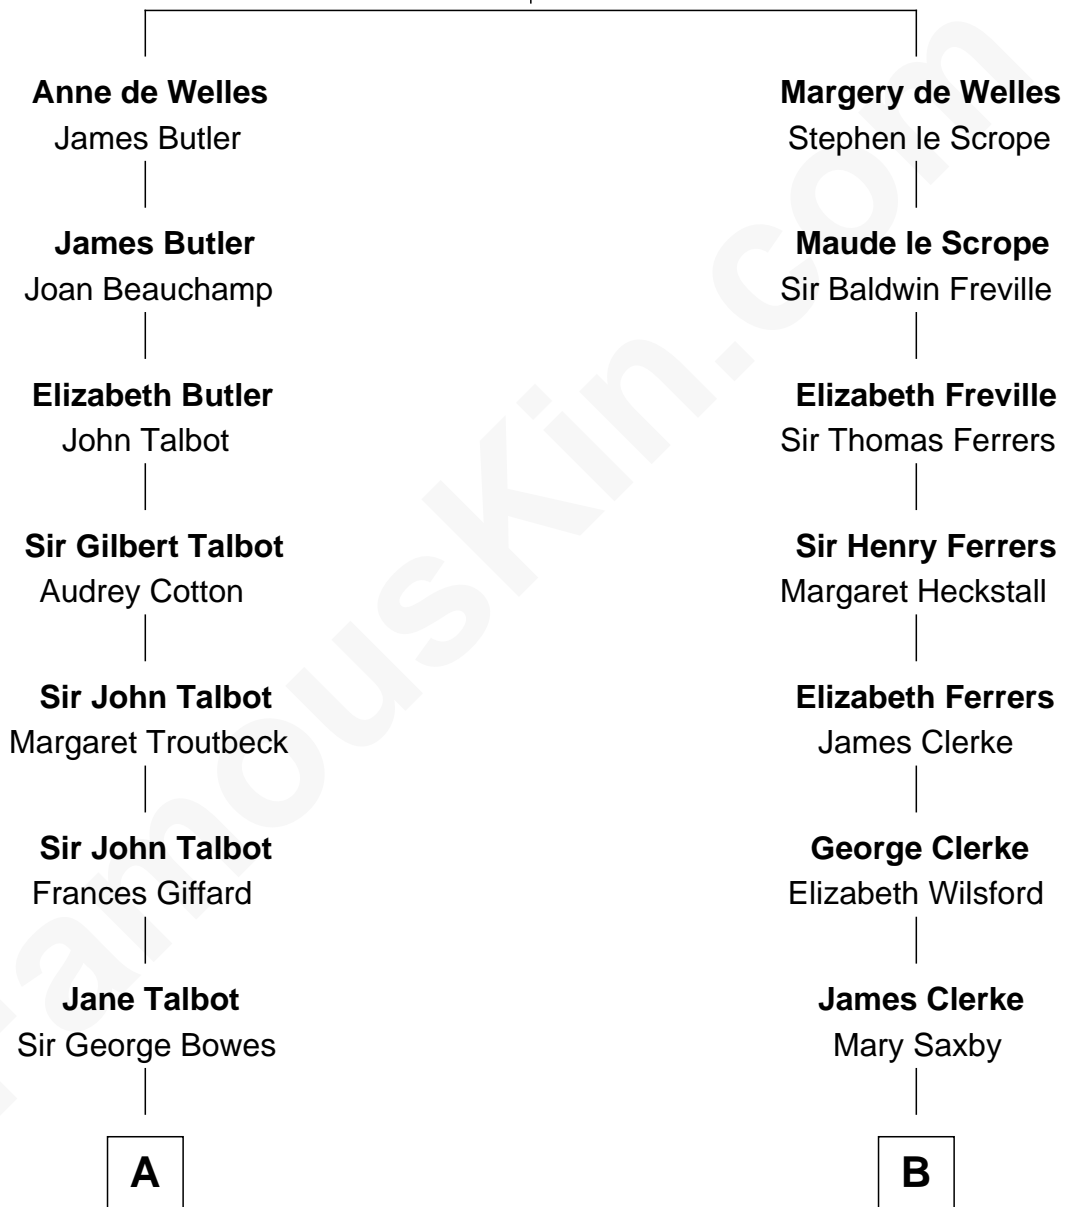 Anne de Welles
James Butler
James Butler
Joan Beauchamp
Elizabeth Butler
John Talbot
Sir Gilbert Talbot
Audrey Cotton
Sir John Talbot
Margaret Troutbeck
Sir John Talbot
Frances Giffard
Jane Talbot
Sir George Bowes
A
Margery de Welles
Stephen le Scrope
Maude le Scrope
Sir Baldwin Freville
Elizabeth Freville
Sir Thomas Ferrers
Sir Henry Ferrers
Margaret Heckstall
Elizabeth Ferrers
James Clerke
George Clerke
Elizabeth Wilsford
James Clerke
Mary Saxby
B
FamousKin.com